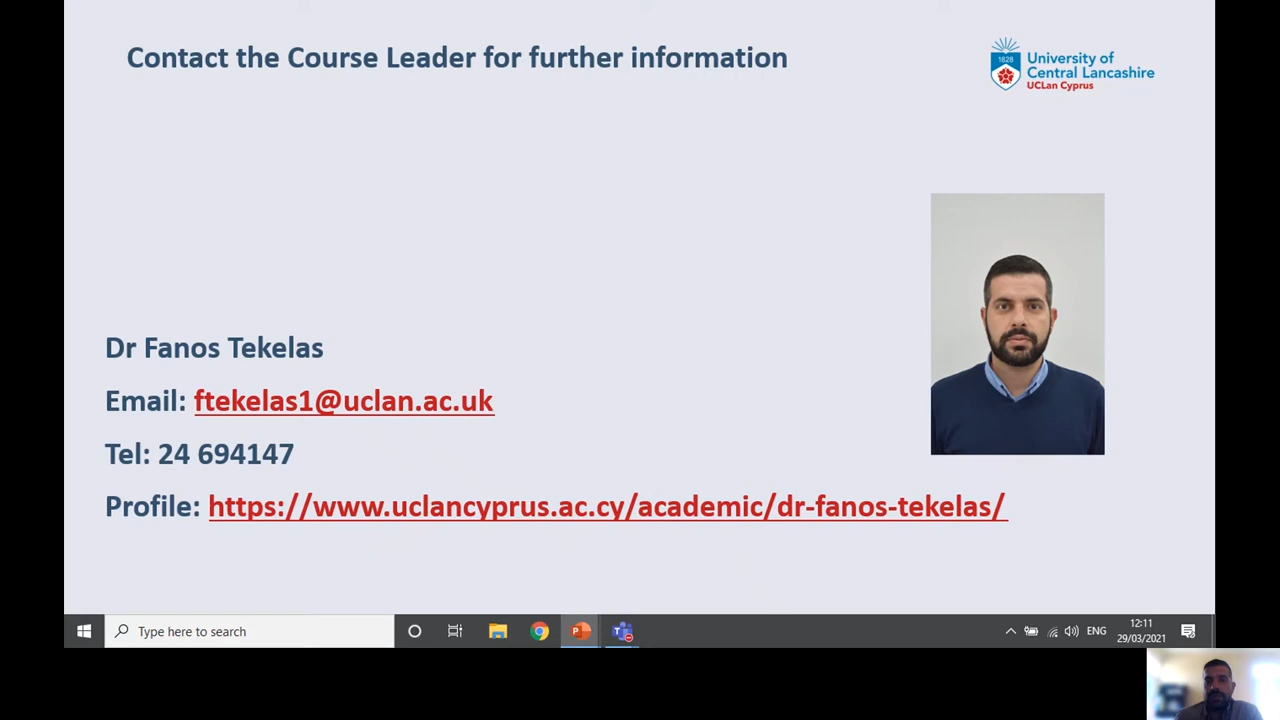 Contact the Course Leader for further information
1828
University of
Central Lancashire
UCLan Cyprus
Dr Fanos Tekelas
Email: ftekelas1@uclan.ac.uk
Tel: 24 694147
Profile: https://www.uclancyprus.ac.cy/academic/dr-fanos-tekelas/
Type here to search
ENG
12:11
29/03/2021